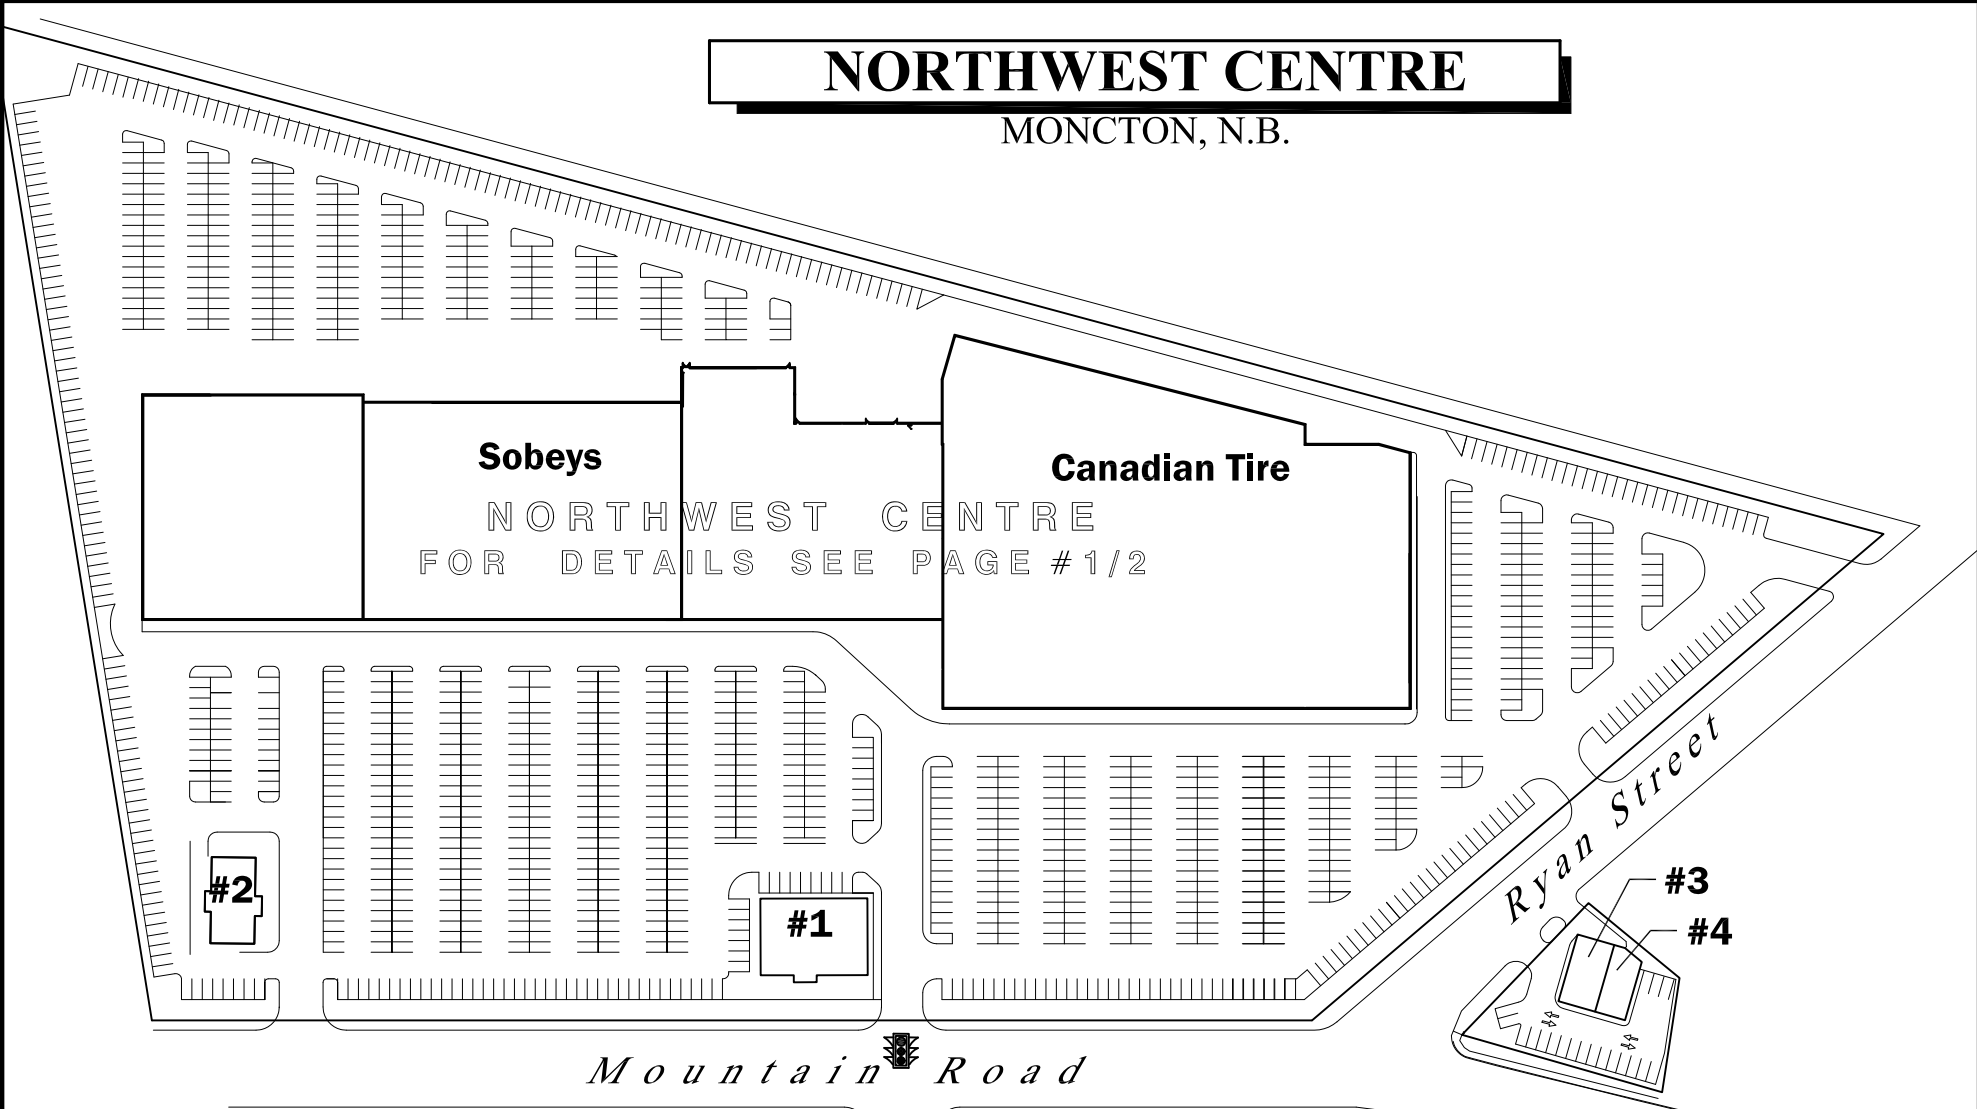 NORTHWEST CENTRE
MONCTON, N.B.
Sobeys
Canadian Tire
NORTHWEST CENTRE
FOR DETAILS SEE PAGE #1/2
Ryan Street
#2
#1
#3
#4
Mountain Road